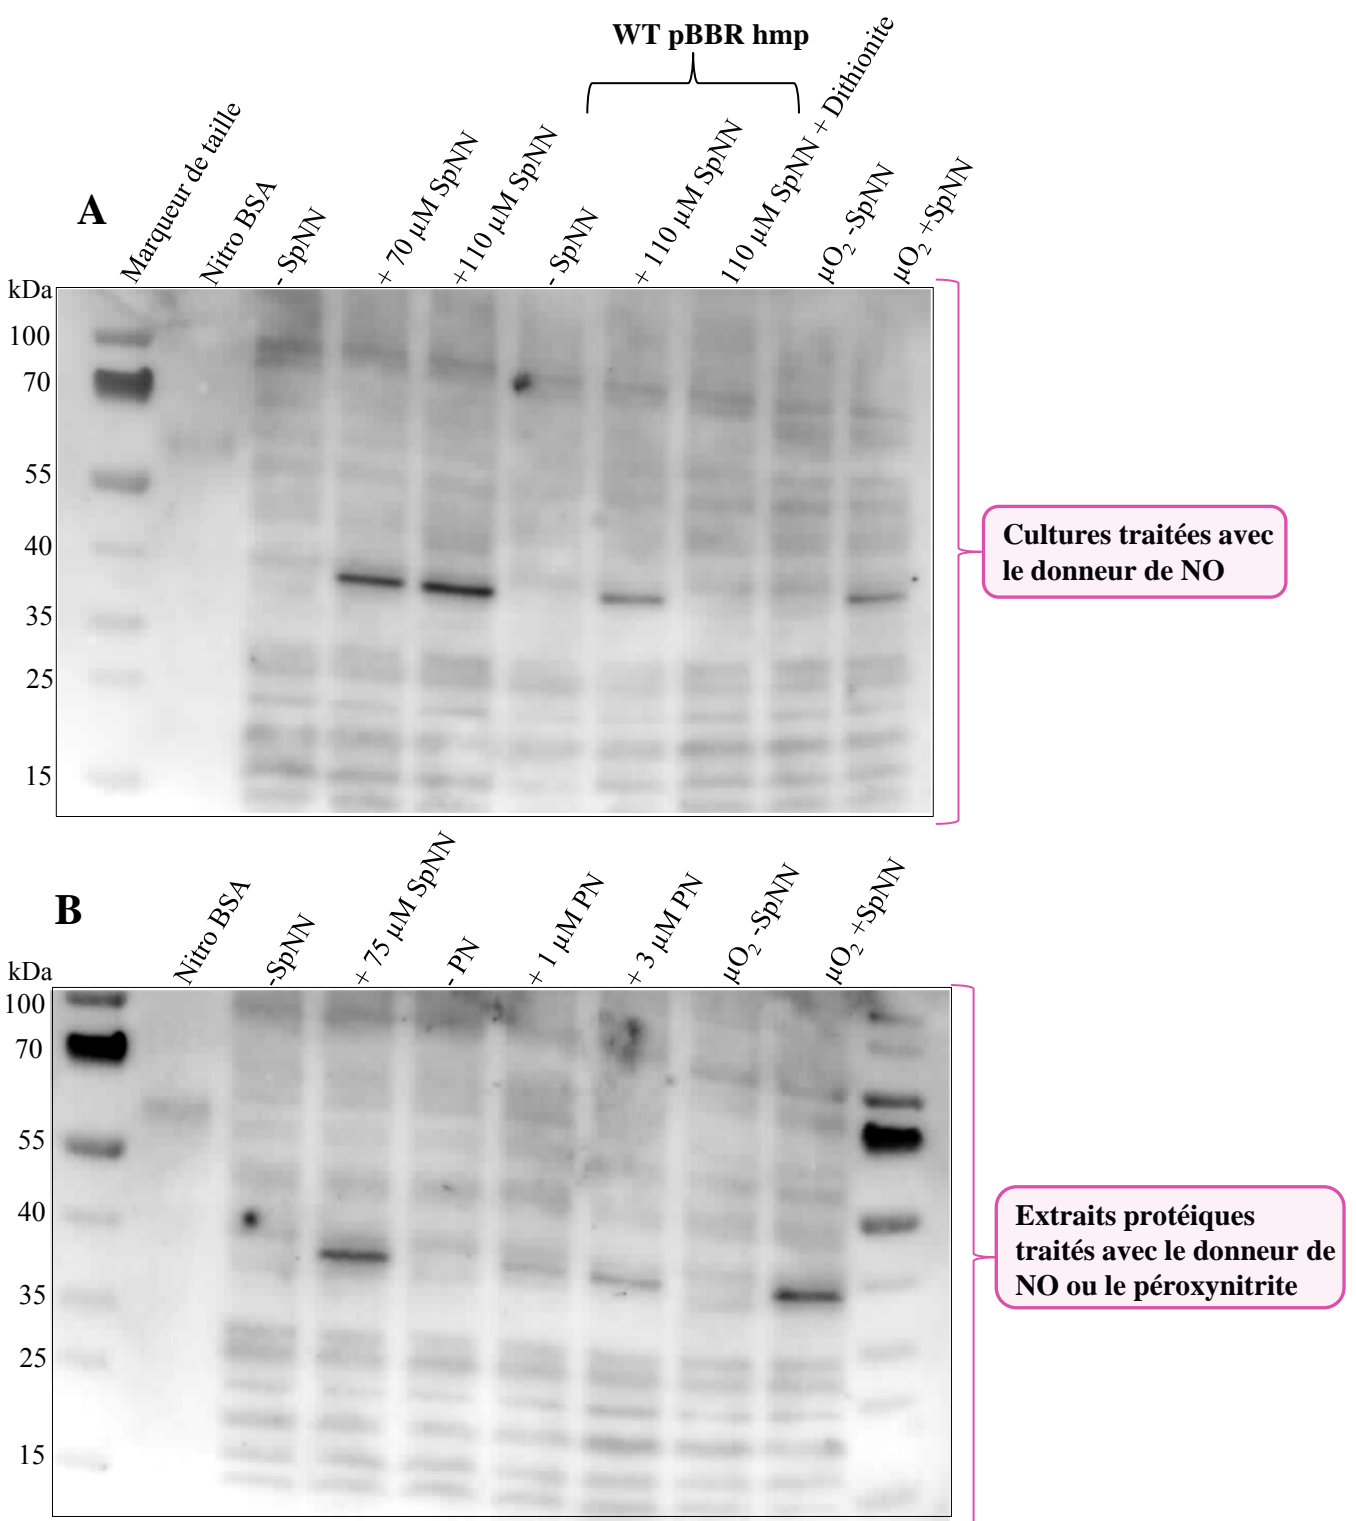 WT pBBR hmp
A
Marqueur de taille
Nitro BSA
- SpNN
+ 70 µM SpNN
+110 µM SpNN
- SpNN
+ 110 µM SpNN
110 µM SpNN + Dithionite
µO₂ -SpNN
µO₂ +SpNN
kDa
100
70
55
40
35
25
15
Cultures traitées avec
le donneur de NO
B
Nitro BSA
-SpNN
+ 75 µM SpNN
- PN
+ 1 µM PN
+ 3 µM PN
µO₂ -SpNN
µO₂ +SpNN
kDa
100
70
55
40
35
25
15
Extraits protéiques
traités avec le donneur de
NO ou le péroxynitrite